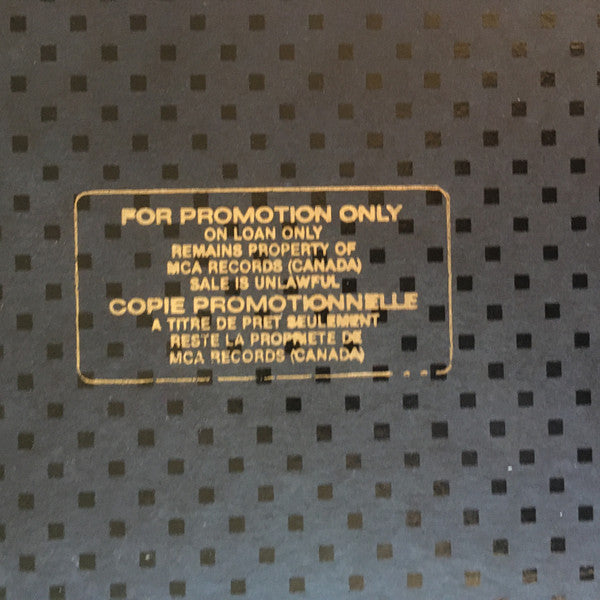 FOR PROMOTION ONLY
ON LOAN ONLY
REMAINS PROPERTY OF
MCA RECORDS (CANADA)
SALE IS UNLAWFUL
COPIE PROMOTIONNELLE
A TITRE DE PRET SEULEMENT
RESTE LA PROPRIETE DE
MCA RECORDS (CANADA)